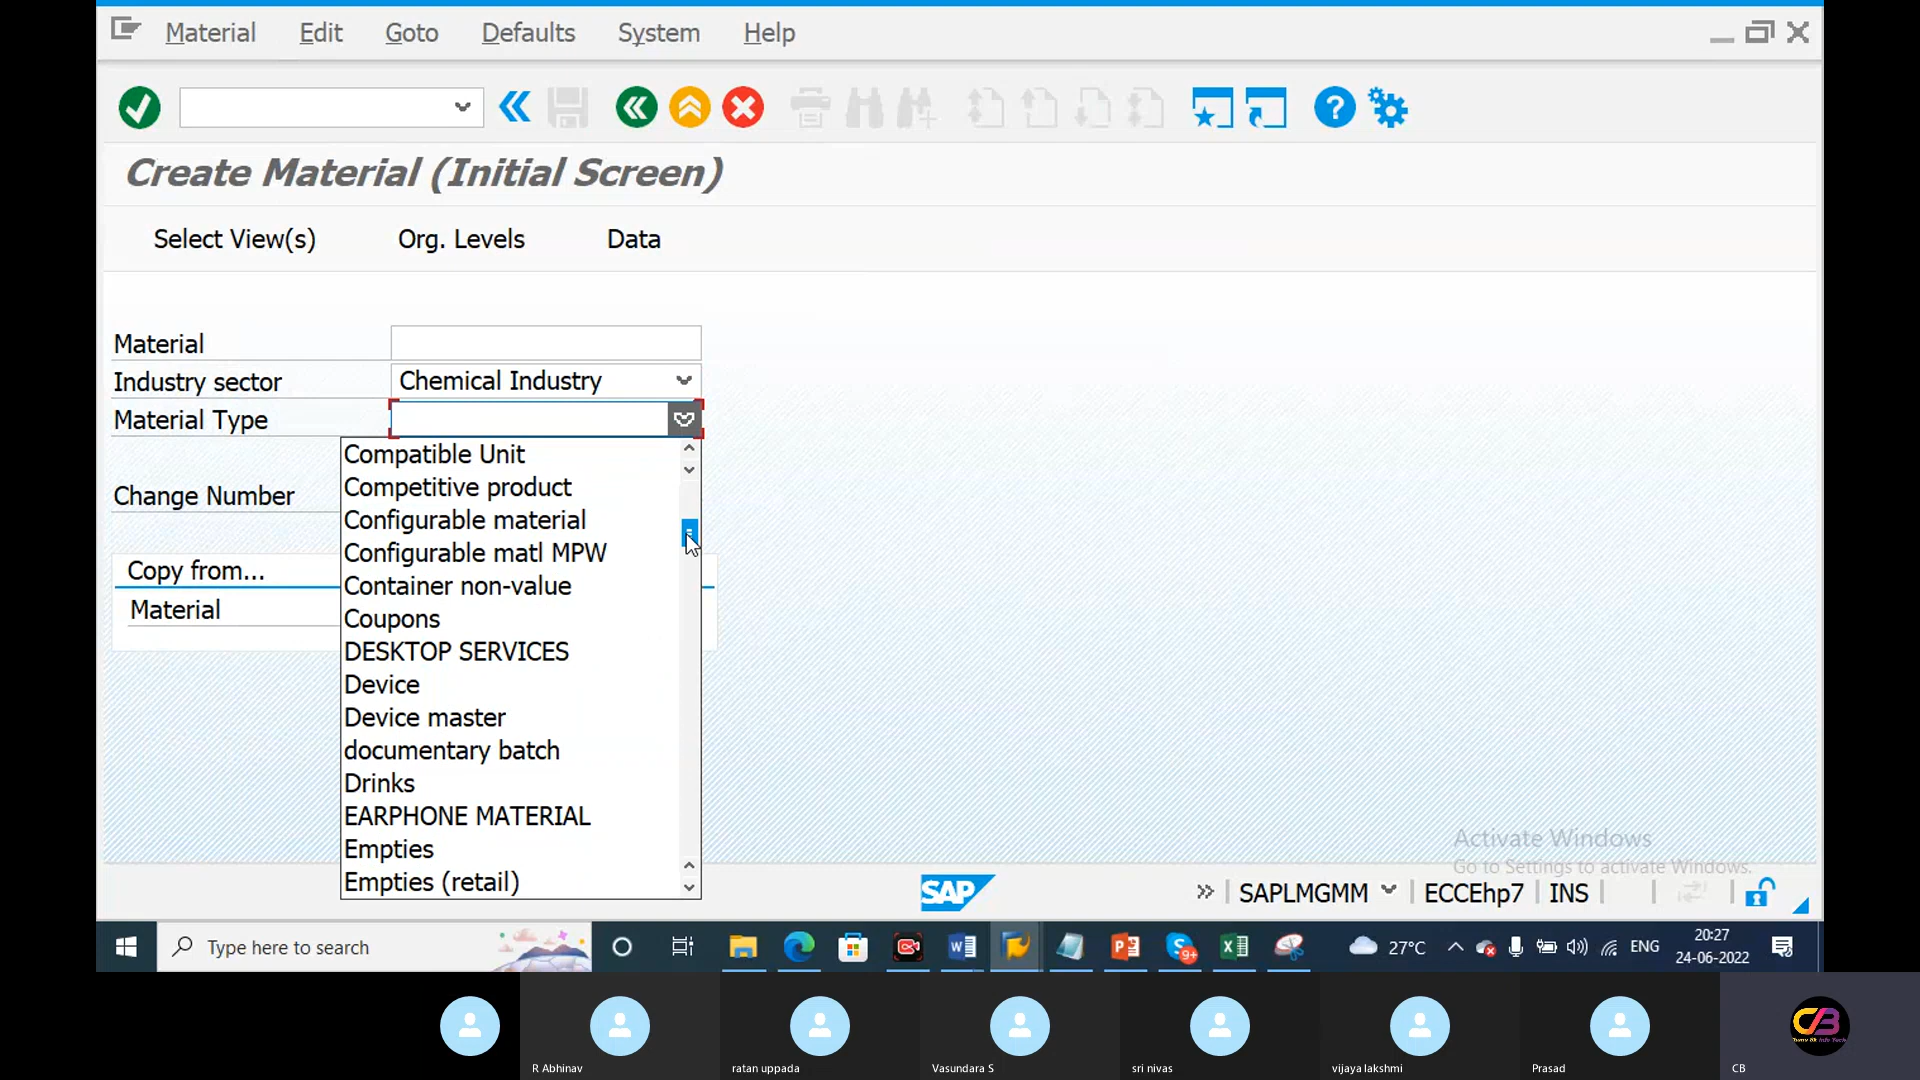 Material Edit Goto Defaults System Help
Create Material (Initial Screen)
Select View(s) Org. Levels Data
Material
Industry sector Chemical Industry
Material Type
Compatible Unit
Competitive product
Change Number
Configurable material
Configurable matl MPW
Copy from...
Container non-value
Material
Coupons
DESKTOP SERVICES
Device
Device master
documentary batch
Drinks
EARPHONE MATERIAL
Empties
Empties (retail)
Activate Windows
Go to Settings to activate Windows.
SAP SAPLMGMM ECCEhp7 INS
Type here to search 9+ 27°C ENG 20:27
24-06-2022
R Abhinav ratan uppada Vasundara S sri nivas vijaya lakshmi Prasad CB